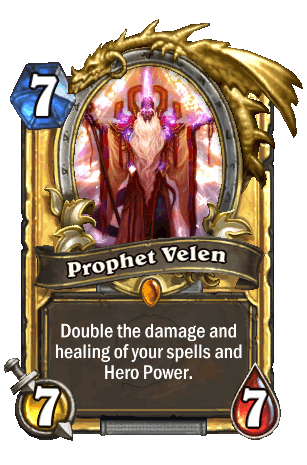 7
Prophet Velen
Double the damage and
healing of your spells and
Hero Power.
7
7